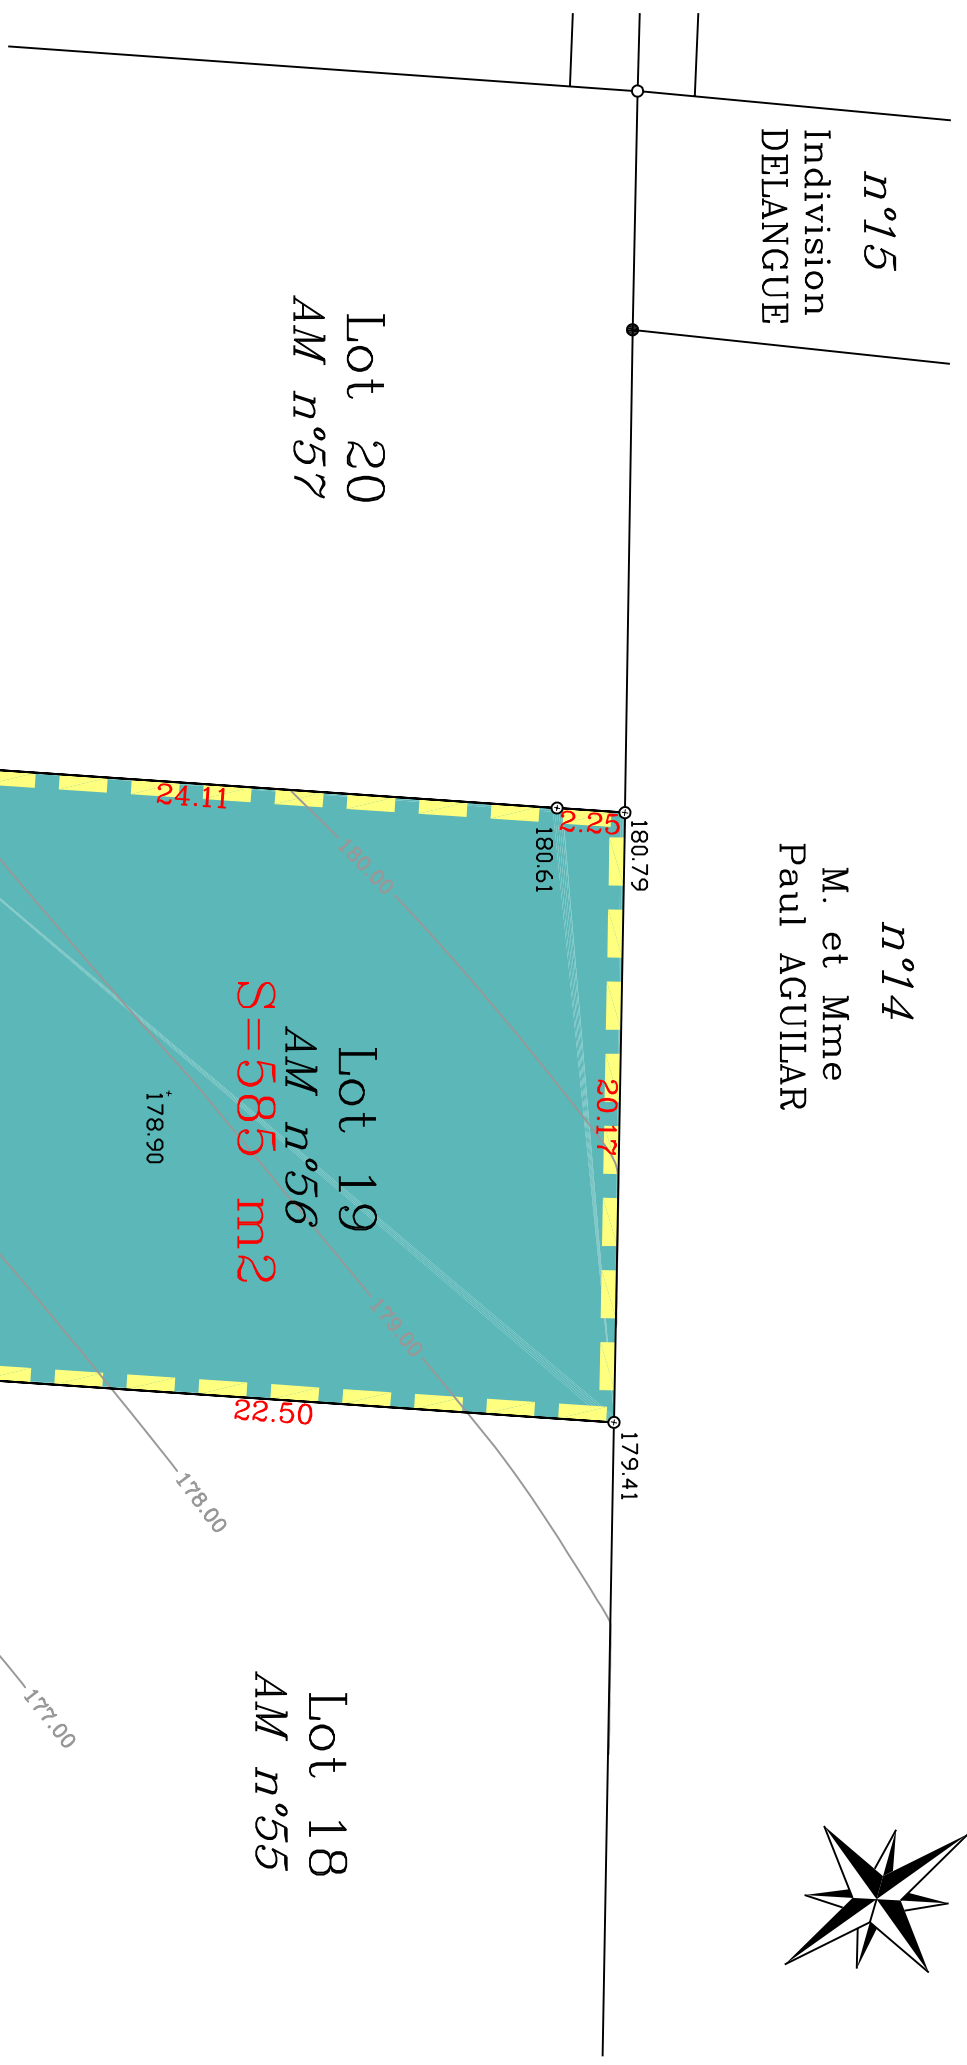 n°15
Indivision
DELANGUE
Lot 20
AM n°57
n°14
M. et Mme
Paul AGUILAR
180.79
2.25
180.61
24.11
180.00
20.17
Lot 19
AM n°56
S=585 m2
178.90
179.00
179.41
22.50
178.00
177.00
Lot 18
AM n°55